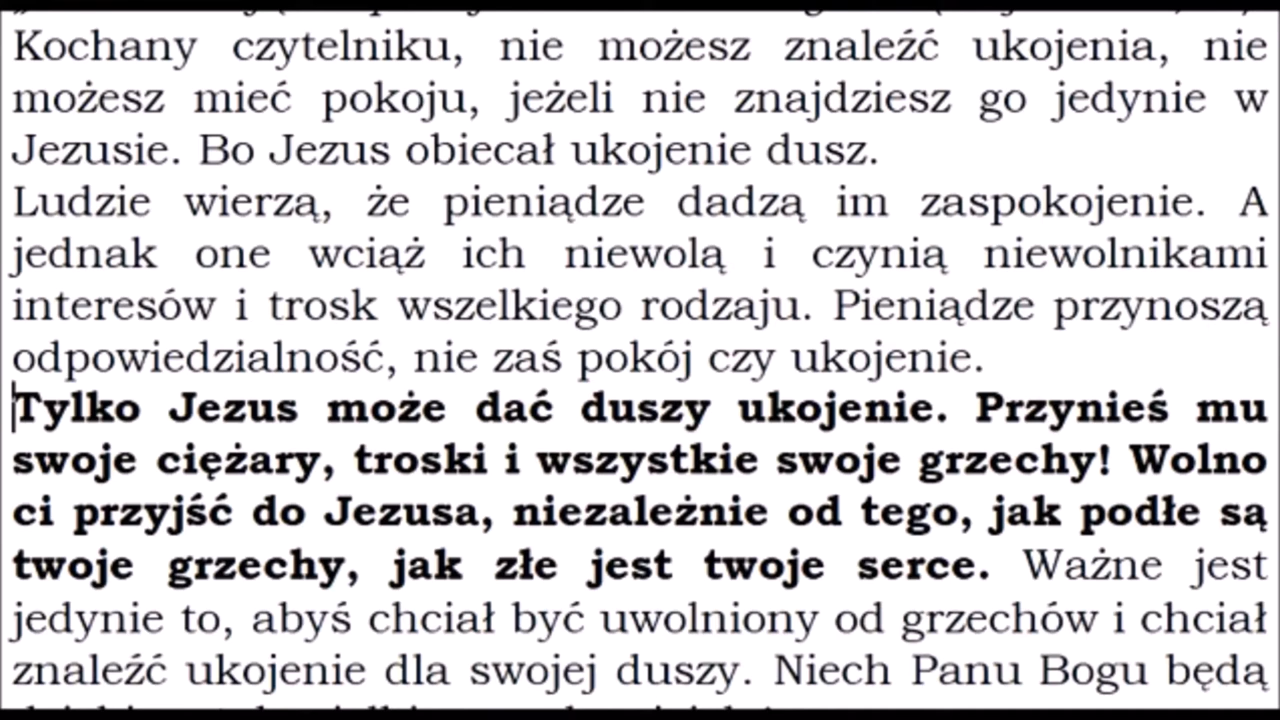 Kochany czytelniku, nie możesz znaleźć ukojenia, nie
możesz mieć pokoju, jeżeli nie znajdziesz go jedynie w
Jezusie. Bo Jezus obiecał ukojenie dusz.
Ludzie wierzą, że pieniądze dadzą im zaspokojenie. A
jednak one wciąż ich niewolą i czynią niewolnikami
interesów i trosk wszelkiego rodzaju. Pieniądze przynoszą
odpowiedzialność, nie zaś pokój czy ukojenie.
Tylko Jezus może dać duszy ukojenie. Przynieś mu
swoje ciężary, troski i wszystkie swoje grzechy! Wolno
ci przyjść do Jezusa, niezależnie od tego, jak podłe są
twoje grzechy, jak złe jest twoje serce. Ważne jest
jedynie to, abyś chciał być uwolniony od grzechów i chciał
znaleźć ukojenie dla swojej duszy. Niech Panu Bogu będą